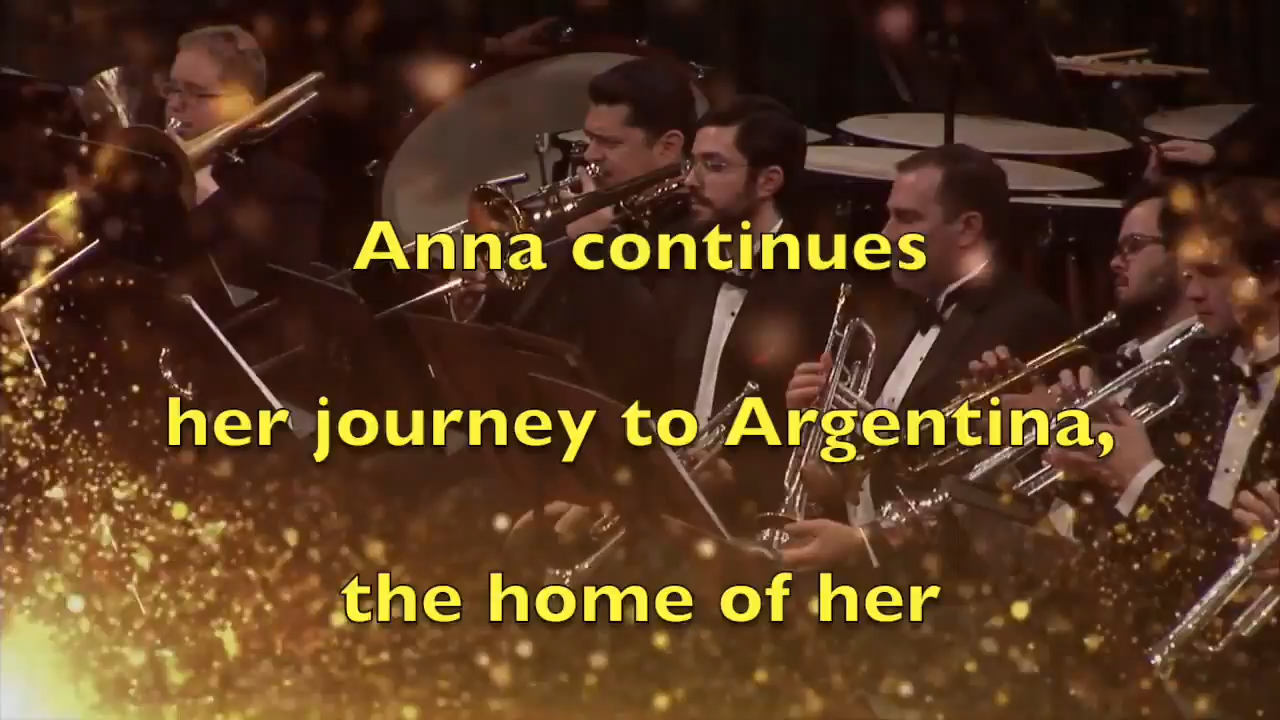 Anna continues
her journey to Argentina,
the home of her